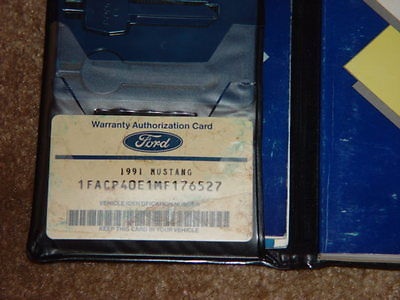 Warranty Authorization Card
Ford
1991 MUSTANG
1FACP40E1MF176527
VEHICLE IDENTIFICATION NUMBER
KEEP THIS CARD IN YOUR VEHICLE